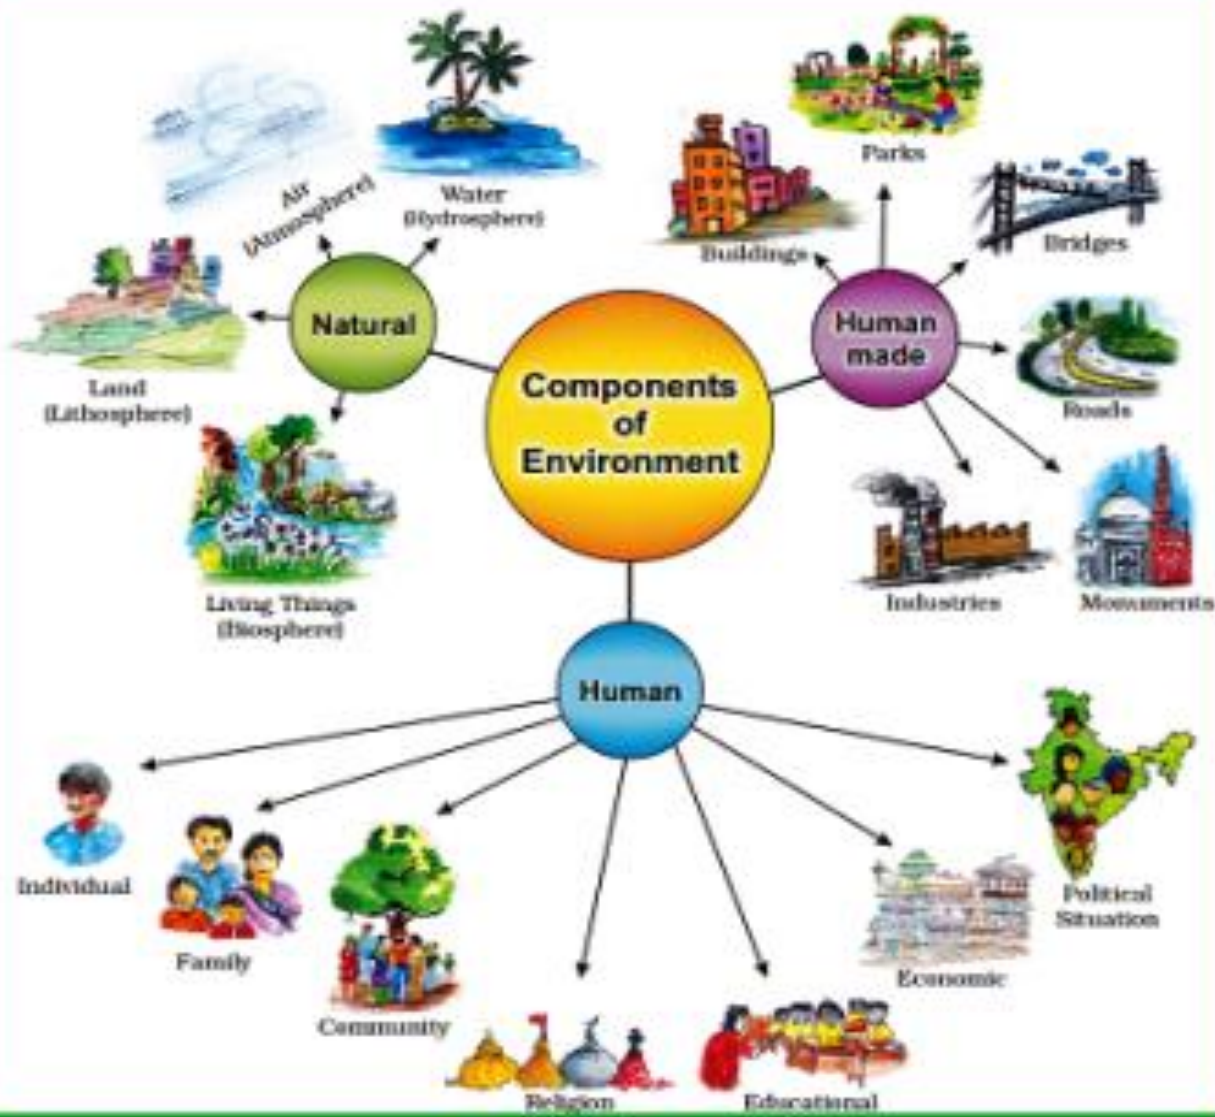 Components
of
Environment
Natural
Air
(Atmosphere)
Water
(Hydrosphere)
Land
(Lithosphere)
Living Things
(Biosphere)
Human
made
Buildings
Parks
Bridges
Roads
Industries
Monuments
Human
Individual
Family
Community
Religion
Educational
Economic
Political
Situation